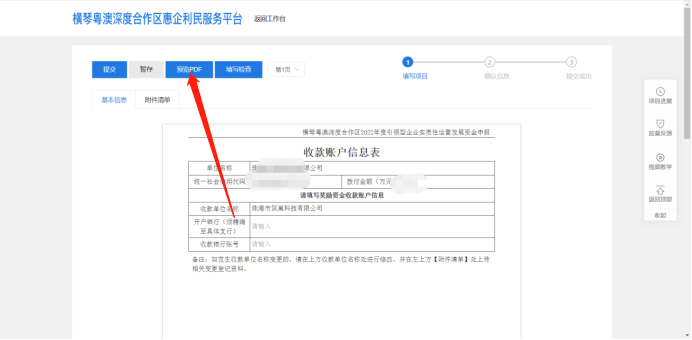 横琴粤澳深度合作区惠企利民服务平台 返回工作台
提交 暂存 预览PDF 填写检查 第1页
1 2 3
填写项目 确认信息 提交成功
基本信息 附件清单
项目进展
监督反馈
视频教学
返回顶部
收起
横琴粤澳深度合作区2022年度引领型企业实质性运营发展资金申报
收款账户信息表
单位名称 有限公司
统一社会信用代码 拨付金额（万元
请填写奖励资金收款账户信息
收款单位名称 珠海市凤巢科技有限公司
开户银行（须精确至具体支行） 请输入
收款银行账号 请输入
备注：如发生收款单位名称变更的，请在上方收款单位名称处进行修改，并在左上方【附件清单】处上传
相关变更登记资料。